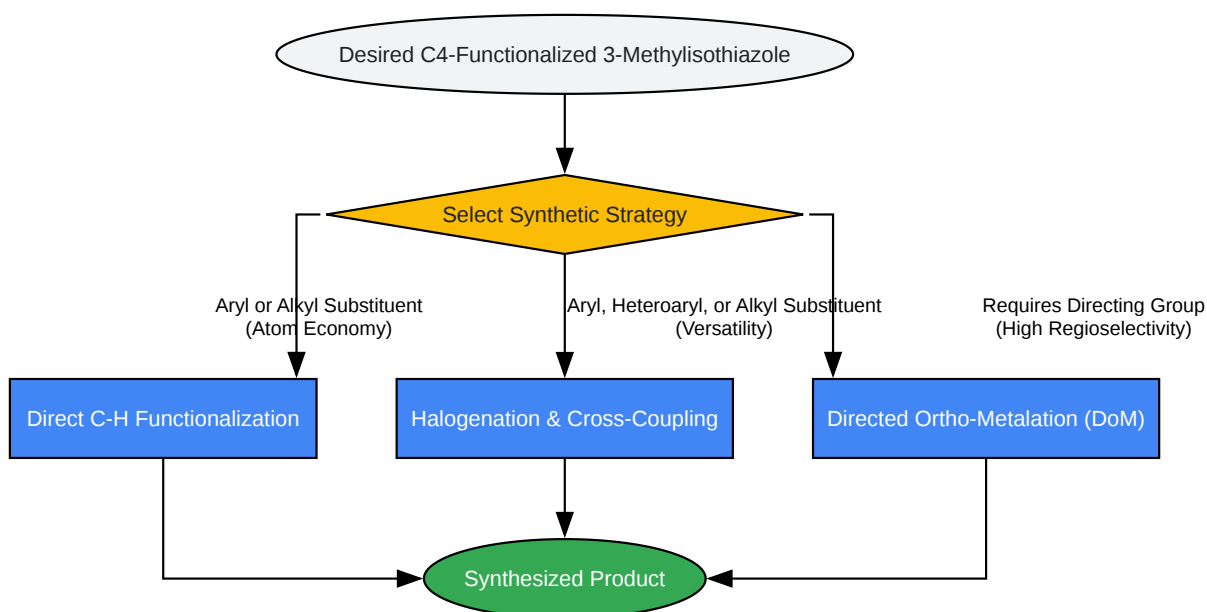 Desired C4-Functionalized 3-Methylisothiazole
Select Synthetic Strategy
Aryl or Alkyl Substituent
(Atom Economy)
Aryl, Heteroaryl, or Alkyl Substituent
(Versatility)
Requires Directing Group
(High Regioselectivity)
Direct C-H Functionalization
Halogenation & Cross-Coupling
Directed Ortho-Metalation (DoM)
Synthesized Product